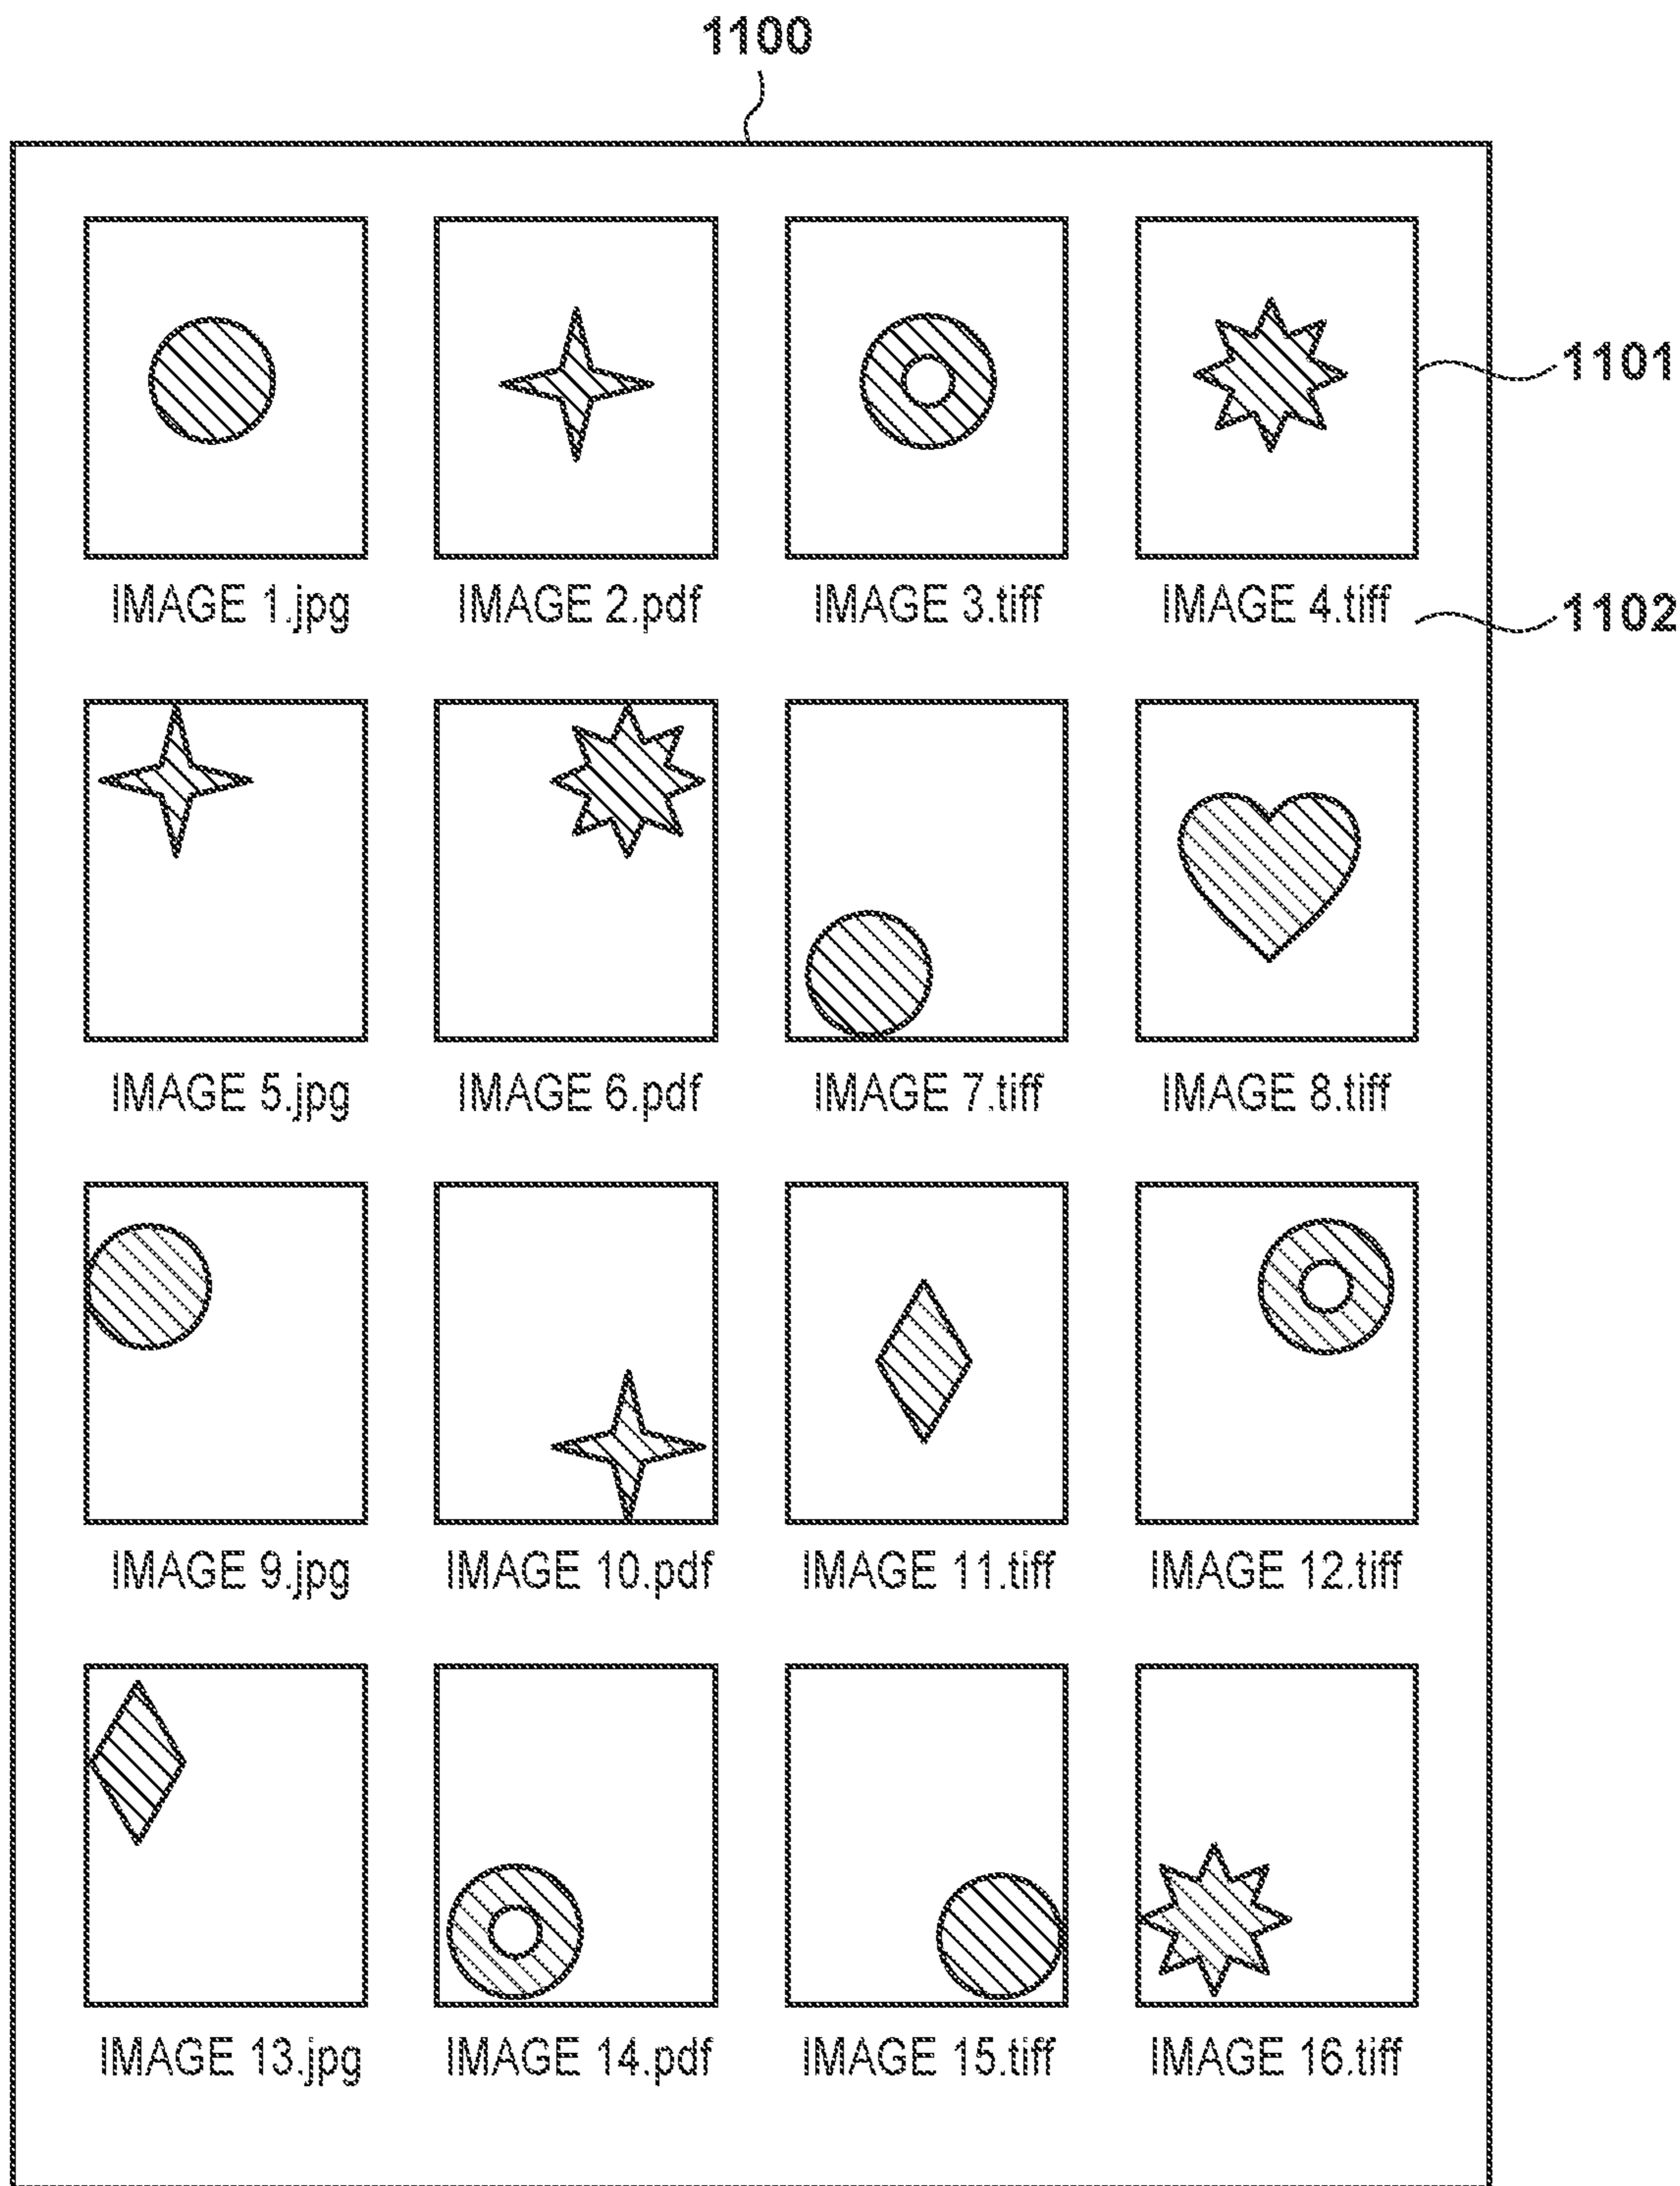 1100
1101
IMAGE 1.jpg IMAGE 2.pdf IMAGE 3.tiff IMAGE 4.tiff
1102
IMAGE 5.jpg IMAGE 6.pdf IMAGE 7.tiff IMAGE 8.tiff
IMAGE 9.jpg IMAGE 10.pdf IMAGE 11.tiff IMAGE 12.tiff
IMAGE 13.jpg IMAGE 14.pdf IMAGE 15.tiff IMAGE 16.tiff